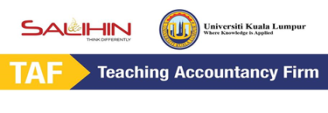 SALIHIN
THINK DIFFERENTLY
Universiti Kuala Lumpur
Where Knowledge is Applied
TAF Teaching Accountancy Firm